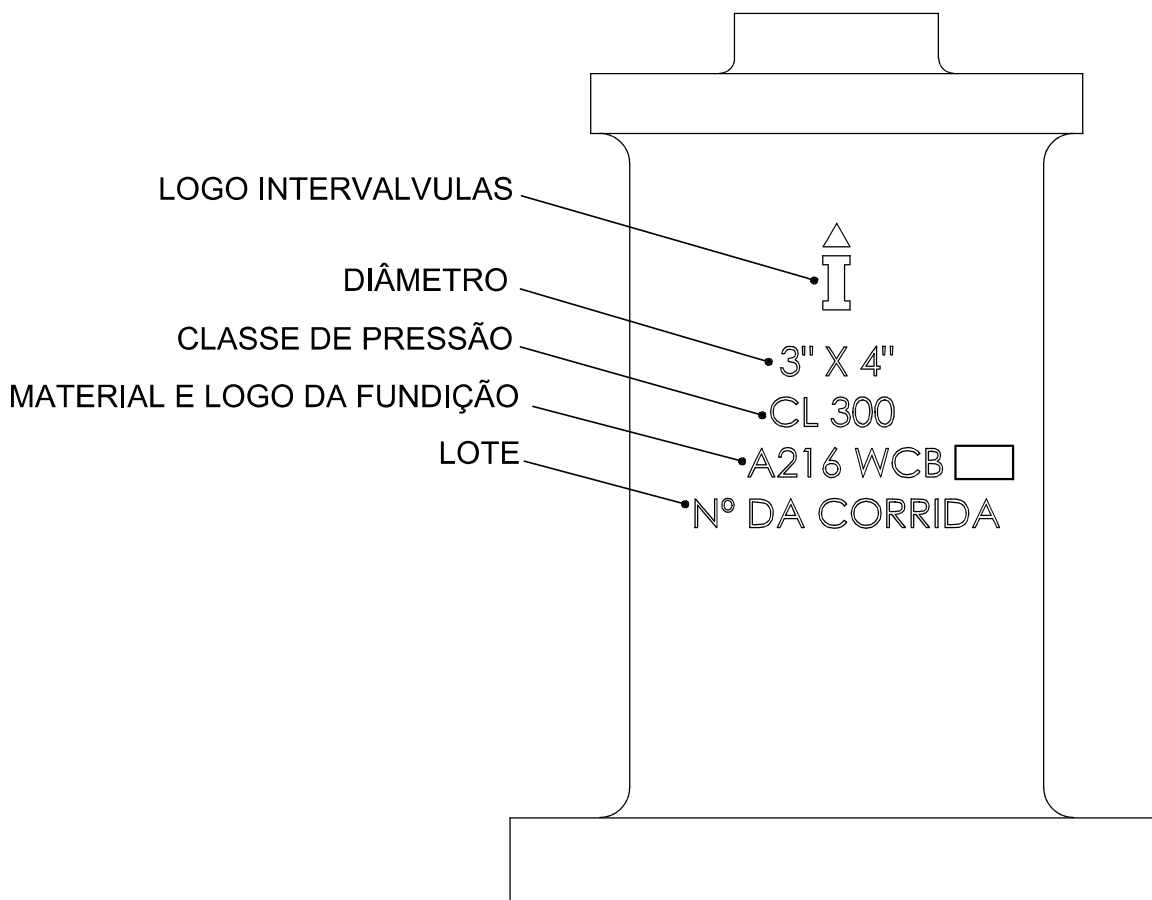 LOGO INTERVALVULAS
I
DIÂMETRO
3" X 4"
CLASSE DE PRESSÃO
CL 300
MATERIAL E LOGO DA FUNDIÇÃO
A216 WCB
LOTE
Nº DA CORRIDA